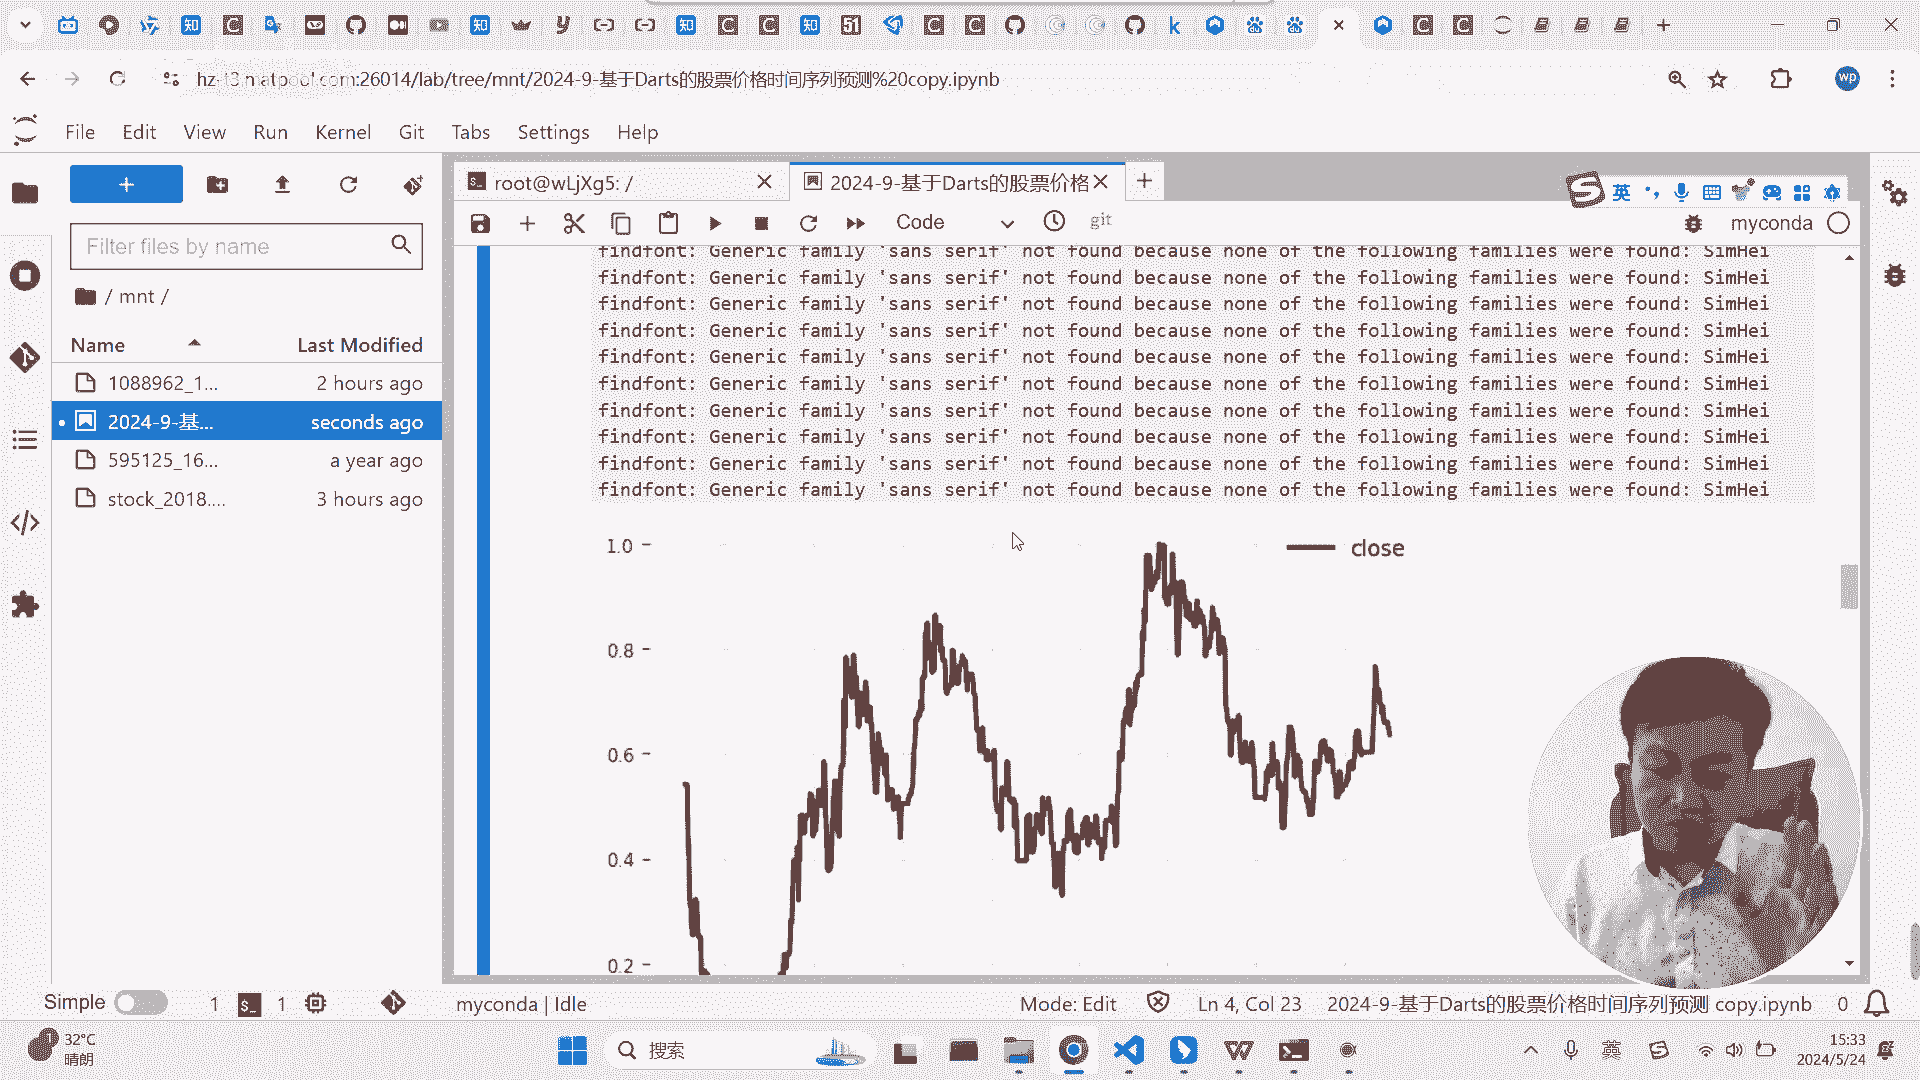 /lab/tree/mnt/2024-9-基于Darts的股票价格时间序列预测%20copy.ipynb
wp
File Edit View Run Kernel Git Tabs Settings Help
root@wLjXg5: /
2024-9-基于Darts的股票价格
英
Code
git
myconda
Filter files by name
/ mnt /
Name
Last Modified
1088962_1...
2 hours ago
2024-9-基...
seconds ago
595125_16...
a year ago
stock_2018....
3 hours ago
findfont: Generic family 'sans serif' not found because none of the following families were found: SimHei
findfont: Generic family 'sans serif' not found because none of the following families were found: SimHei
findfont: Generic family 'sans serif' not found because none of the following families were found: SimHei
findfont: Generic family 'sans serif' not found because none of the following families were found: SimHei
findfont: Generic family 'sans serif' not found because none of the following families were found: SimHei
findfont: Generic family 'sans serif' not found because none of the following families were found: SimHei
findfont: Generic family 'sans serif' not found because none of the following families were found: SimHei
findfont: Generic family 'sans serif' not found because none of the following families were found: SimHei
findfont: Generic family 'sans serif' not found because none of the following families were found: SimHei
findfont: Generic family 'sans serif' not found because none of the following families were found: SimHei
close
1.0
0.8
0.6
0.4
0.2
Simple 1 1 myconda | Idle Mode: Edit Ln 4, Col 23 2024-9-基于Darts的股票价格时间序列预测 copy.ipynb 0
32°C
晴朗
搜索
英
15:33
2024/5/24